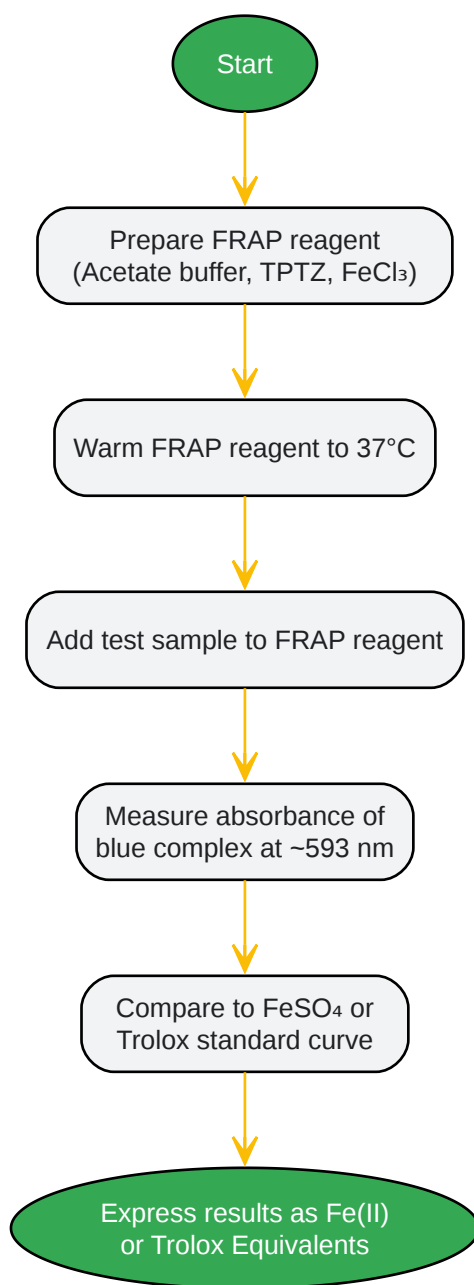 Start
Prepare FRAP reagent
(Acetate buffer, TPTZ, FeCl₃)
Warm FRAP reagent to 37°C
Add test sample to FRAP reagent
Measure absorbance of
blue complex at ~593 nm
Compare to FeSO₄ or
Trolox standard curve
Express results as Fe(II)
or Trolox Equivalents